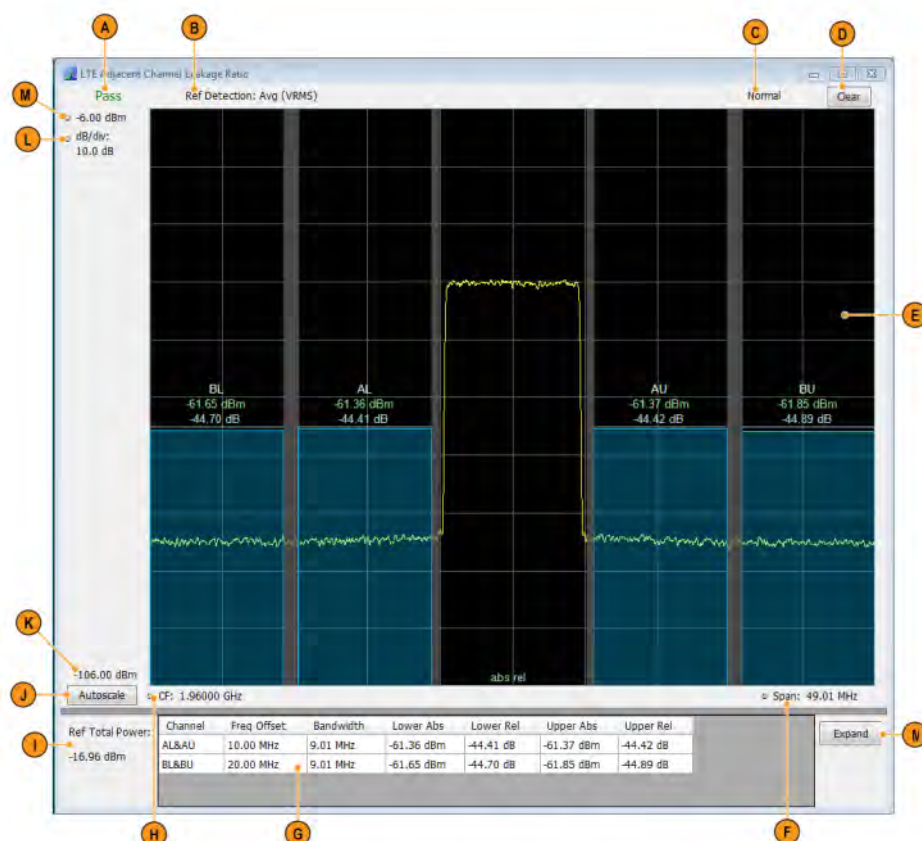 A
B
C
D
LTE Adjacent Channel Leakage Ratio
Pass
Ref Detection: Avg (VRMS)
Normal
Clear
M
-6.00 dBm
L
dB/div:
10.0 dB
E
BL
-61.65 dBm
-44.70 dB
AL
-61.36 dBm
-44.41 dB
AU
-61.37 dBm
-44.42 dB
BU
-61.85 dBm
-44.89 dB
K
-106.00 dBm
abs rel
J
Autoscale
CF: 1.96000 GHz
Span: 49.01 MHz
Ref Total Power:
I
-16.96 dBm
Channel Freq Offset Bandwidth Lower Abs Lower Rel Upper Abs Upper Rel
AL&AU 10.00 MHz 9.01 MHz -61.36 dBm -44.41 dB -61.37 dBm -44.42 dB
BL&BU 20.00 MHz 9.01 MHz -61.65 dBm -44.70 dB -61.85 dBm -44.89 dB
Expand
N
H
G
F